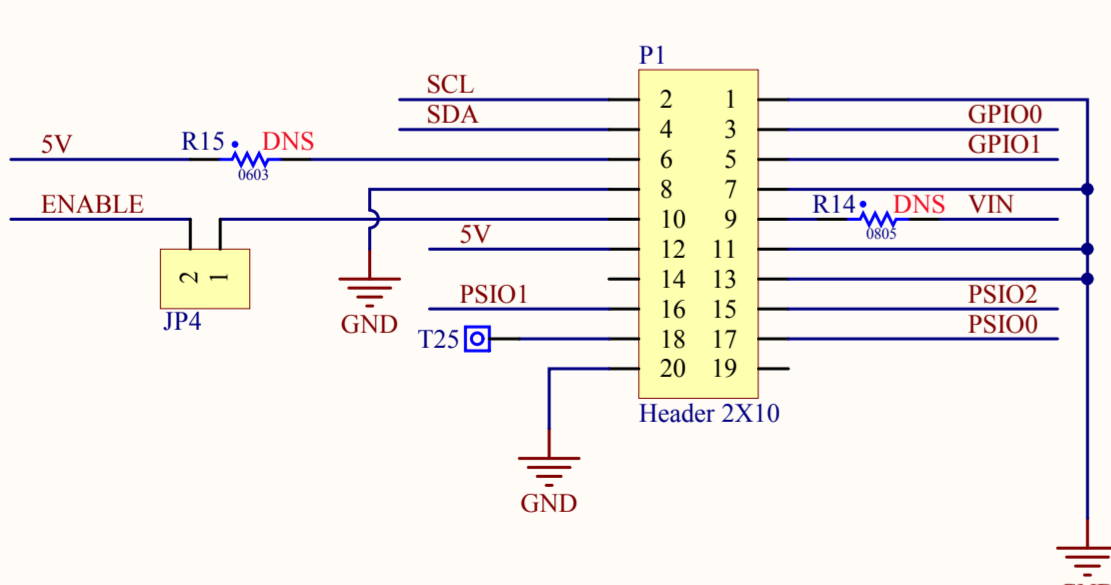 P1
SCL 2 1
SDA 4 3 GPIO0
5V R15 DNS 6 5 GPIO1
0603
8 7
ENABLE 10 9 R14 DNS VIN
0805
5V 12 11
2 1 14 13
PSIO1 16 15 PSIO2
JP4 GND
T25 18 17 PSIO0
20 19
Header 2X10
GND